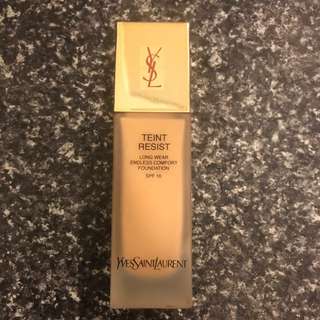 YSL
TEINT
RESIST
LONG WEAR
ENDLESS COMFORT
FOUNDATION
SPF 10
YVESSAINTLAURENT